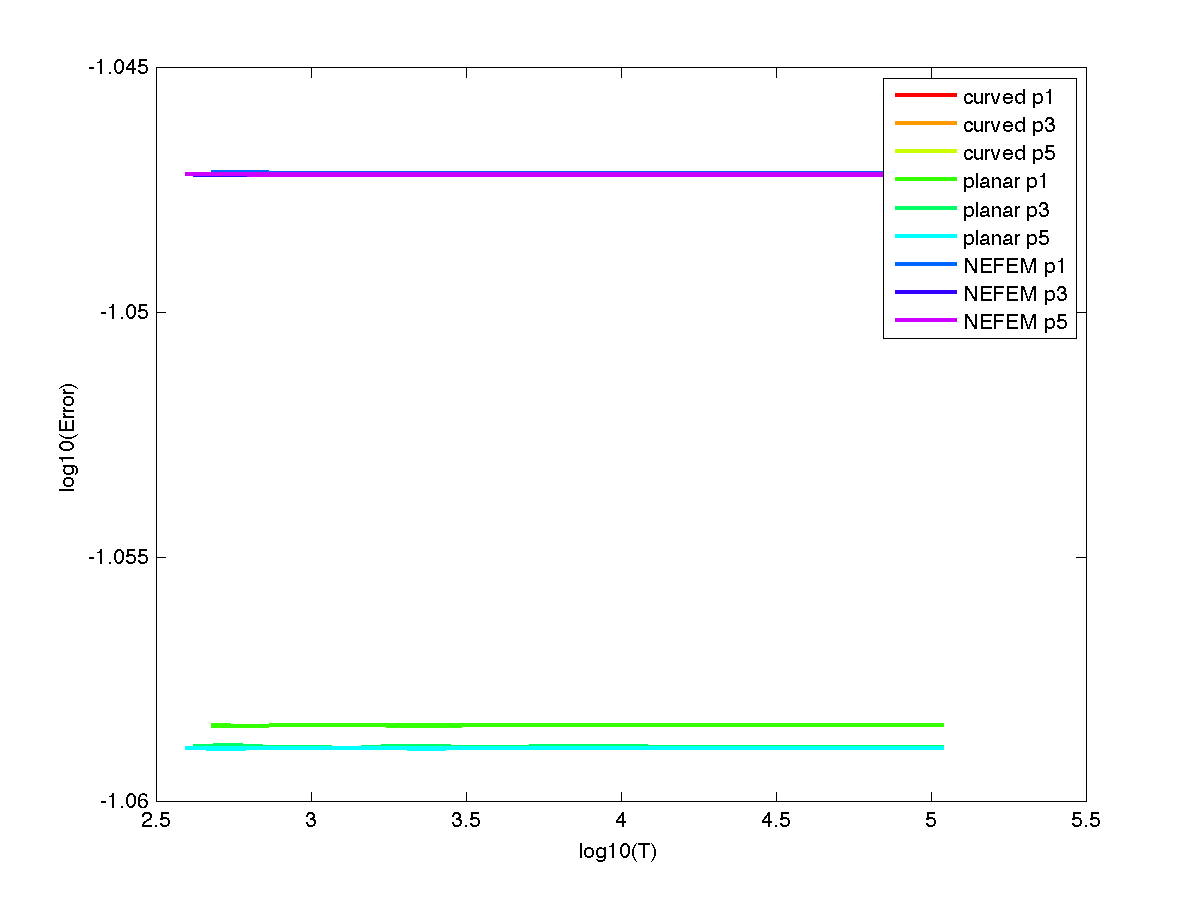 -1.045
curved p1
curved p3
curved p5
planar p1
planar p3
planar p5
NEFEM p1
NEFEM p3
NEFEM p5
-1.05
log10(Error)
-1.055
-1.06
2.5 3 3.5 4 4.5 5 5.5
log10(T)